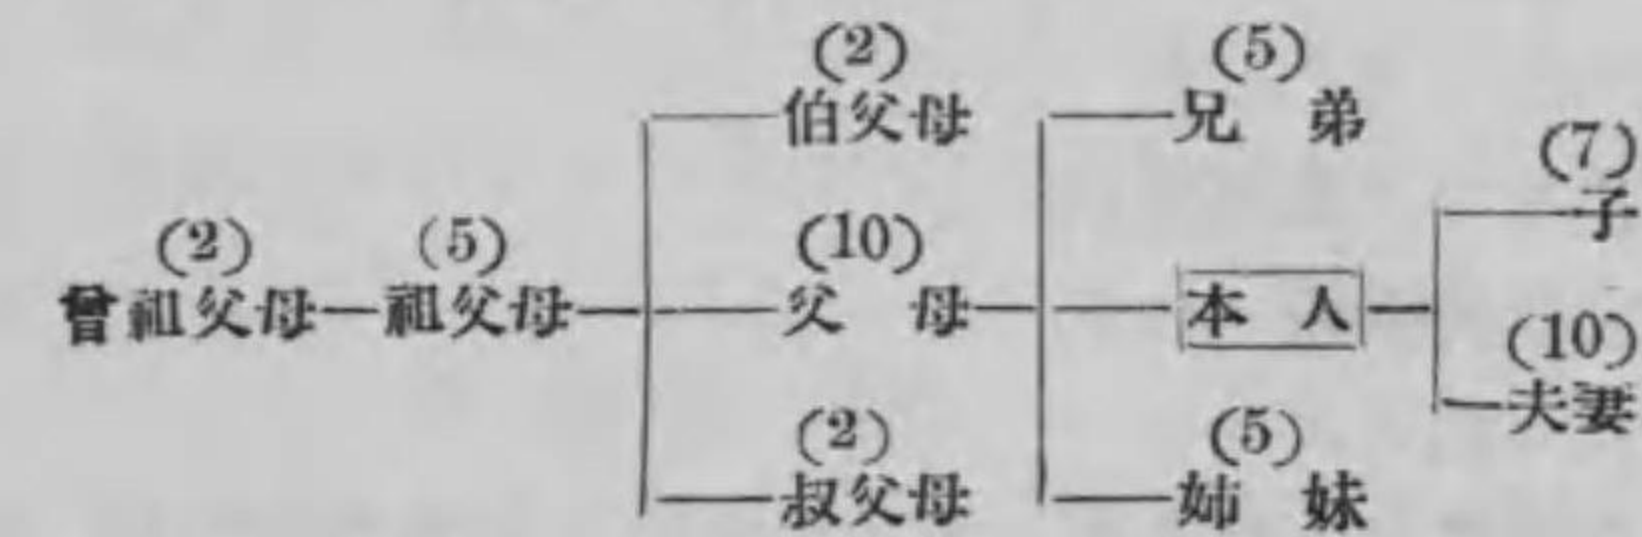 (2) (5)
伯父母 兄 弟
(7)
子
(2) (5) (10)
曾祖父母 祖父母 父 母 本 人
(10)
夫妻
(2) (5)
叔父母 姉 妹